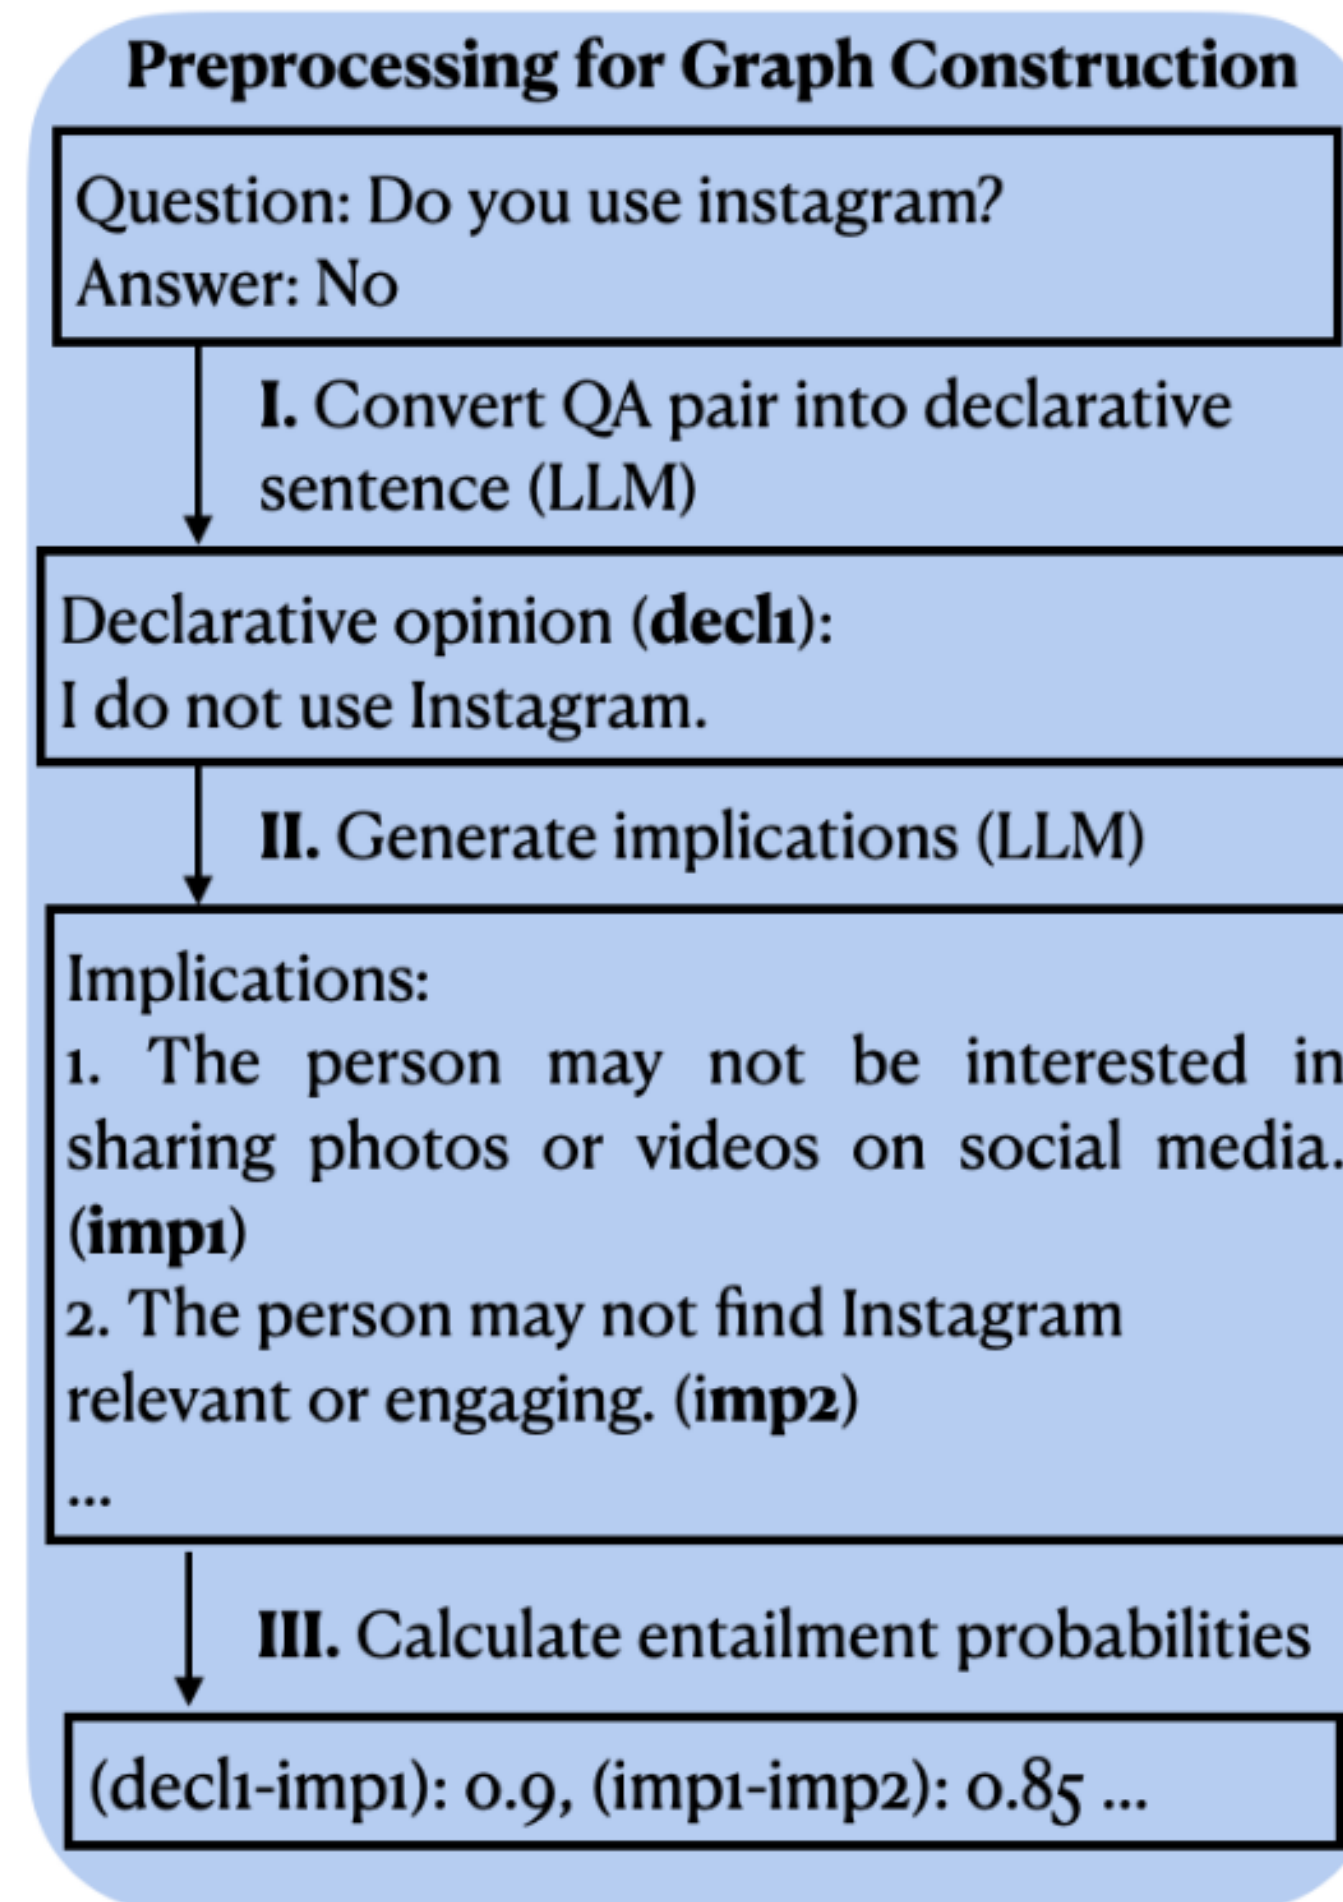 Preprocessing for Graph Construction
Question: Do you use instagram?
Answer: No
I. Convert QA pair into declarative
sentence (LLM)
Declarative opinion (decl1):
I do not use Instagram.
II. Generate implications (LLM)
Implications:
1. The person may not be interested in
sharing photos or videos on social media.
(imp1)
2. The person may not find Instagram
relevant or engaging. (imp2)
...
III. Calculate entailment probabilities
(decl1-imp1): 0.9, (imp1-imp2): 0.85 ...